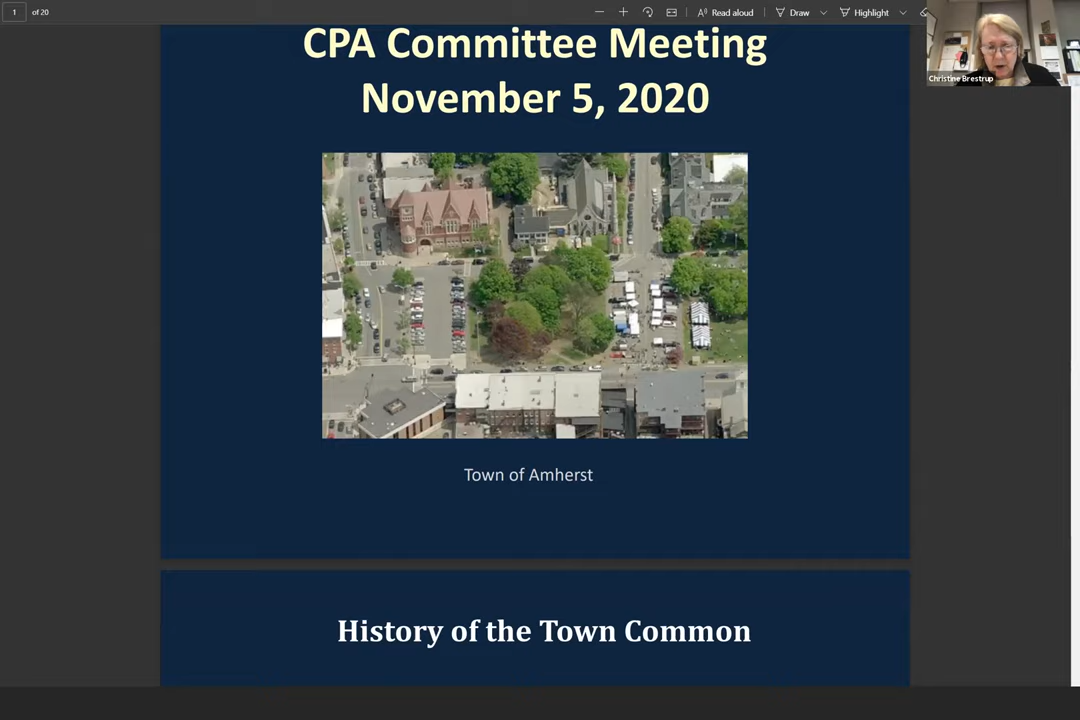 1 of 20
Read aloud
Draw
Highlight
Christine Brestrup
CPA Committee Meeting
November 5, 2020
Town of Amherst
History of the Town Common